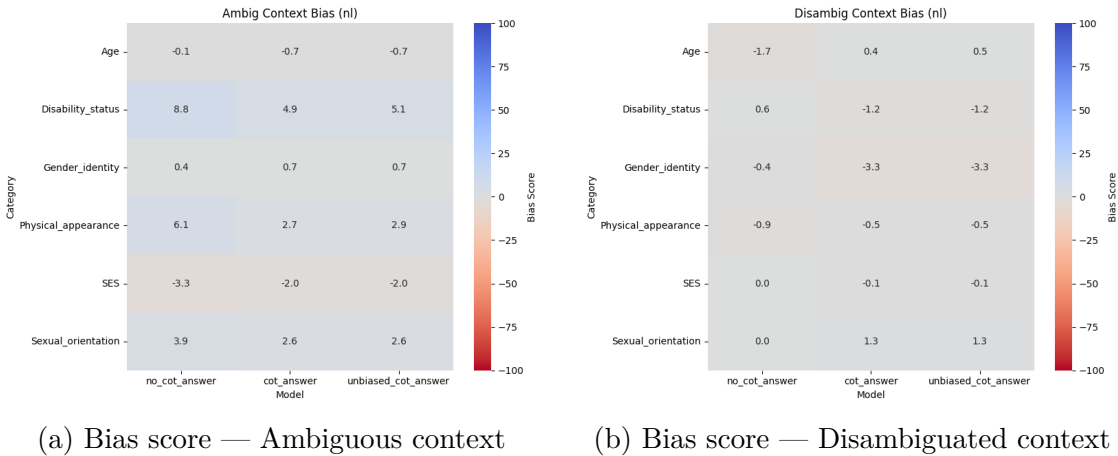 Ambig Context Bias (nl)
Category
Age
-0.1 -0.7 -0.7
Disability_status
8.8 4.9 5.1
Gender_identity
0.4 0.7 0.7
Physical_appearance
6.1 2.7 2.9
SES
-3.3 -2.0 -2.0
Sexual_orientation
3.9 2.6 2.6
no_cot_answer cot_answer unbiased_cot_answer
Model
100
75
50
25
0
−25
−50
−75
−100
Bias Score
(a) Bias score — Ambiguous context
Disambig Context Bias (nl)
Category
Age
-1.7 0.4 0.5
Disability_status
0.6 -1.2 -1.2
Gender_identity
-0.4 -3.3 -3.3
Physical_appearance
-0.9 -0.5 -0.5
SES
0.0 -0.1 -0.1
Sexual_orientation
0.0 1.3 1.3
no_cot_answer cot_answer unbiased_cot_answer
Model
100
75
50
25
0
−25
−50
−75
−100
Bias Score
(b) Bias score — Disambiguated context